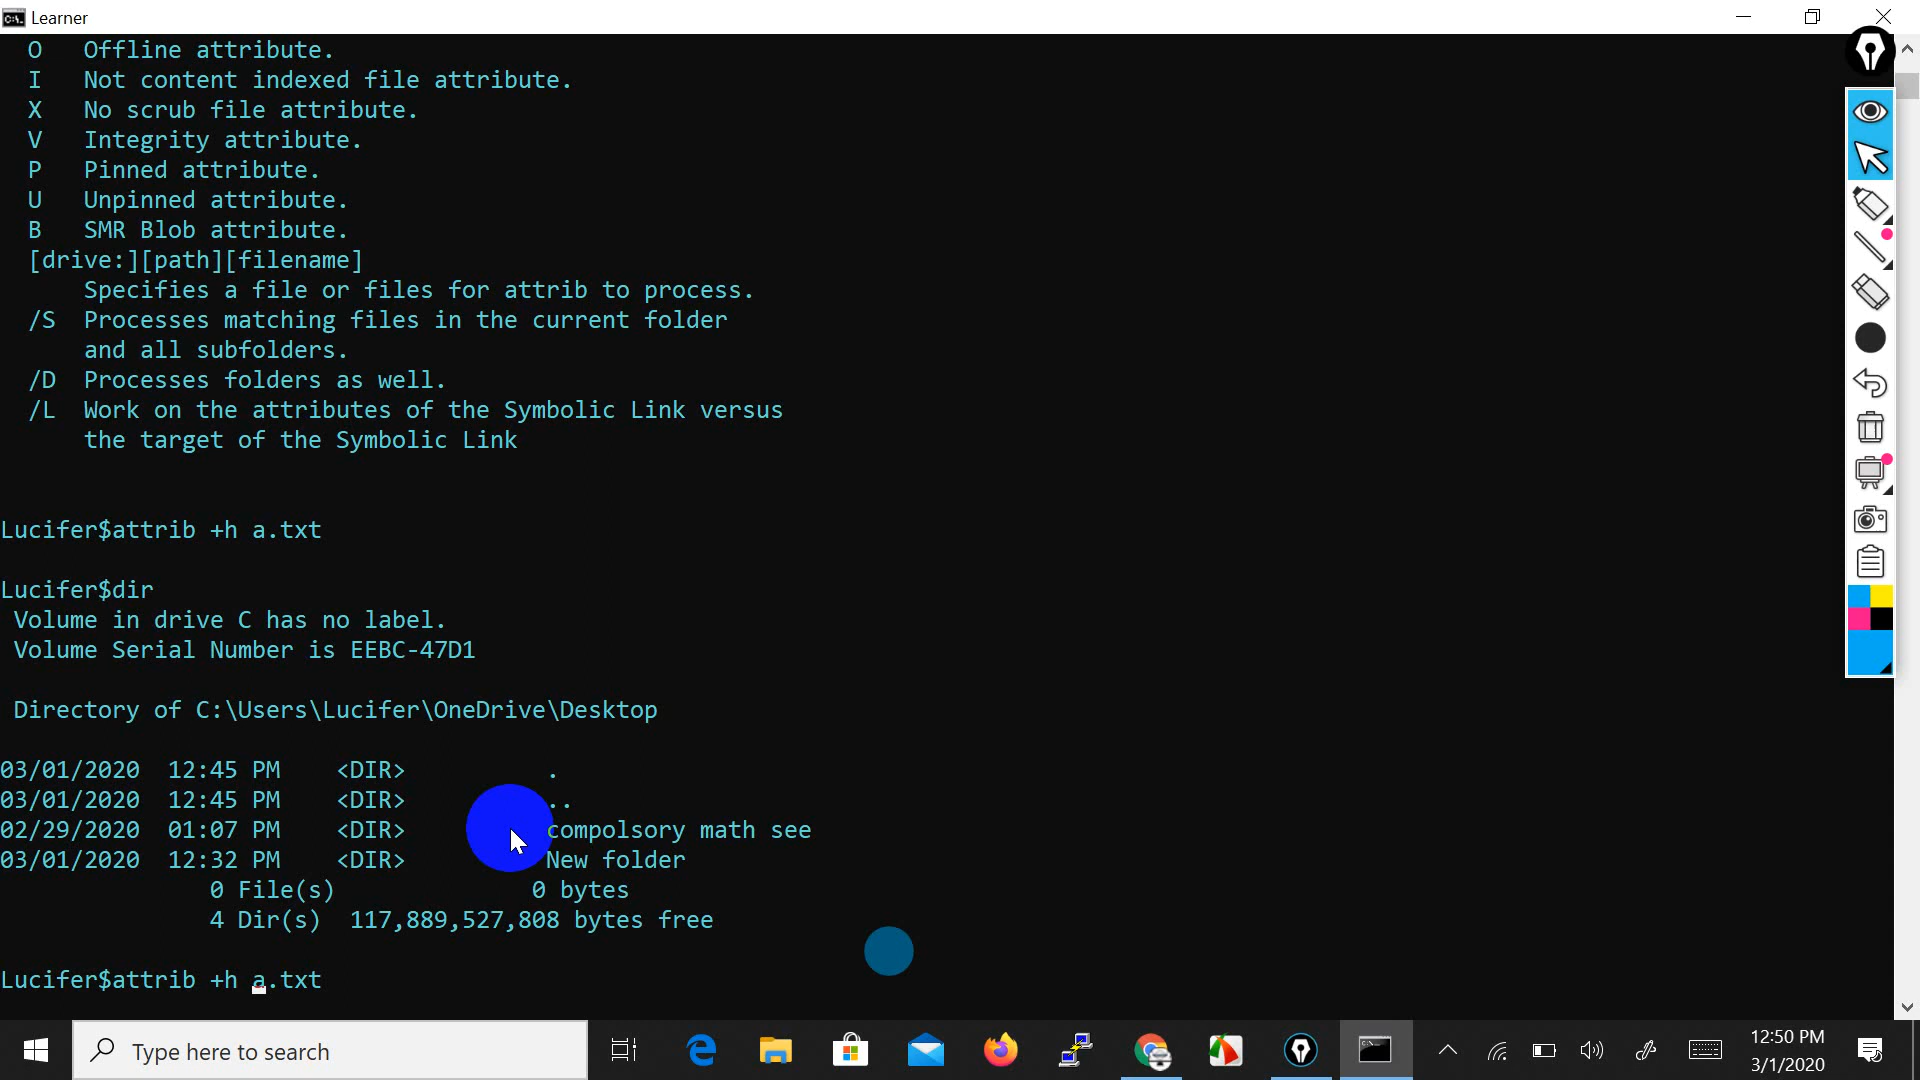 Learner
O   Offline attribute.
I   Not content indexed file attribute.
X   No scrub file attribute.
V   Integrity attribute.
P   Pinned attribute.
U   Unpinned attribute.
B   SMR Blob attribute.
[drive:][path][filename]
Specifies a file or files for attrib to process.
/S  Processes matching files in the current folder
and all subfolders.
/D  Processes folders as well.
/L  Work on the attributes of the Symbolic Link versus
the target of the Symbolic Link
Lucifer$attrib +h a.txt
Lucifer$dir
Volume in drive C has no label.
Volume Serial Number is EEBC-47D1
Directory of C:\Users\Lucifer\OneDrive\Desktop
03/01/2020  12:45 PM    <DIR>          .
03/01/2020  12:45 PM    <DIR>          ..
02/29/2020  01:07 PM    <DIR>          compolsory math see
03/01/2020  12:32 PM    <DIR>          New folder
0 File(s)              0 bytes
4 Dir(s)  117,889,527,808 bytes free
Lucifer$attrib +h a.txt
Type here to search
12:50 PM
3/1/2020